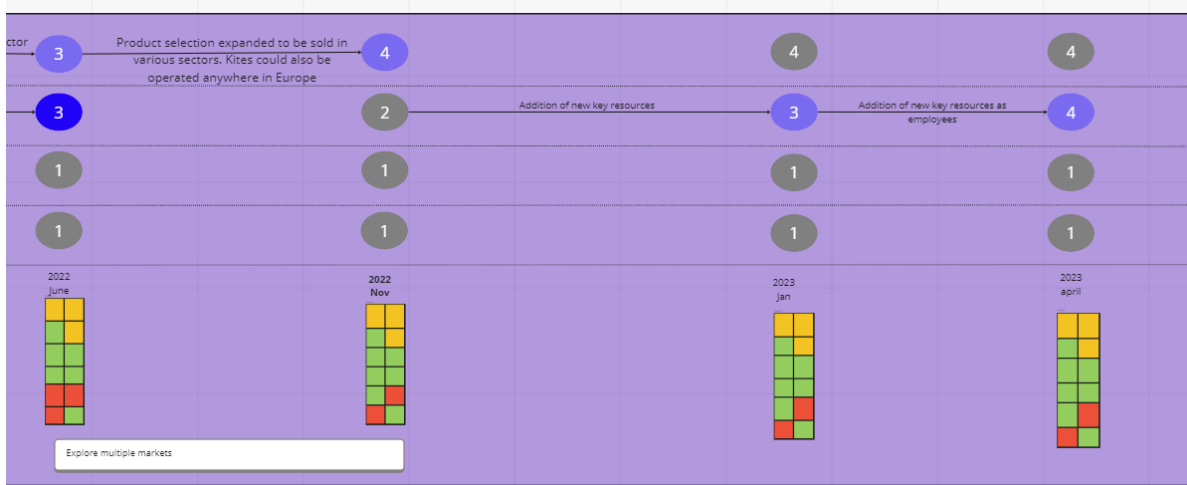 ctor
3
Product selection expanded to be sold in
various sectors. Kites could also be
operated anywhere in Europe
4
4
4
3
2
Addition of new key resources
3
Addition of new key resources as
employees
4
1
1
1
1
1
1
1
1
2022
June
2022
Nov
2023
Jan
2023
april
Explore multiple markets